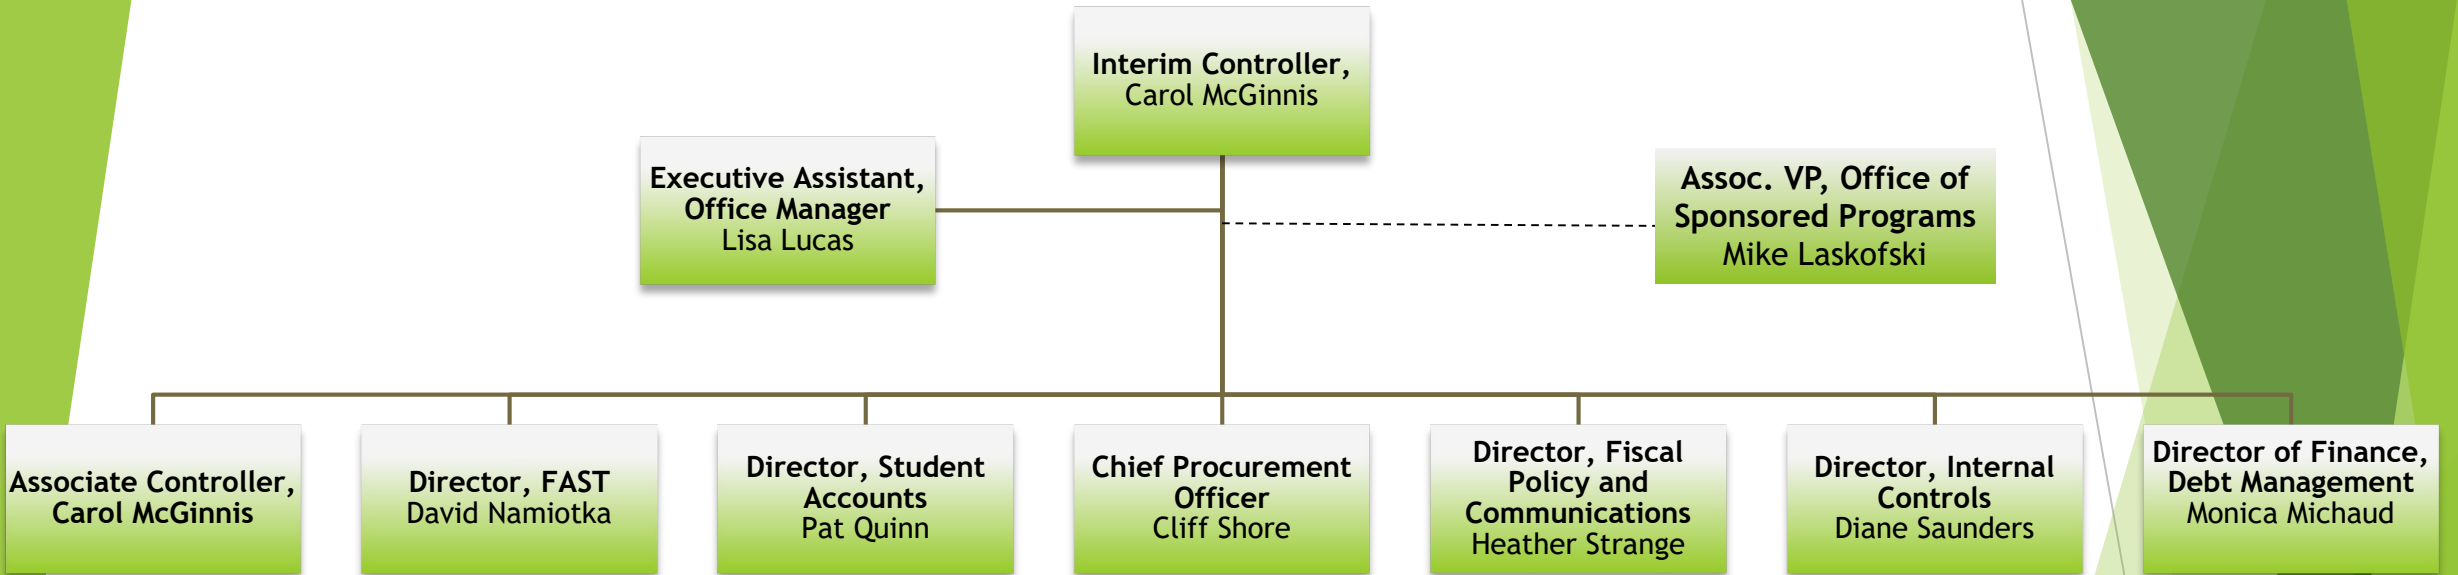 Interim Controller,
Carol McGinnis
Executive Assistant,
Office Manager
Lisa Lucas
Assoc. VP, Office of
Sponsored Programs
Mike Laskofski
Associate Controller,
Carol McGinnis
Director, FAST
David Namiotka
Director, Student
Accounts
Pat Quinn
Chief Procurement
Officer
Cliff Shore
Director, Fiscal
Policy and
Communications
Heather Strange
Director, Internal
Controls
Diane Saunders
Director of Finance,
Debt Management
Monica Michaud